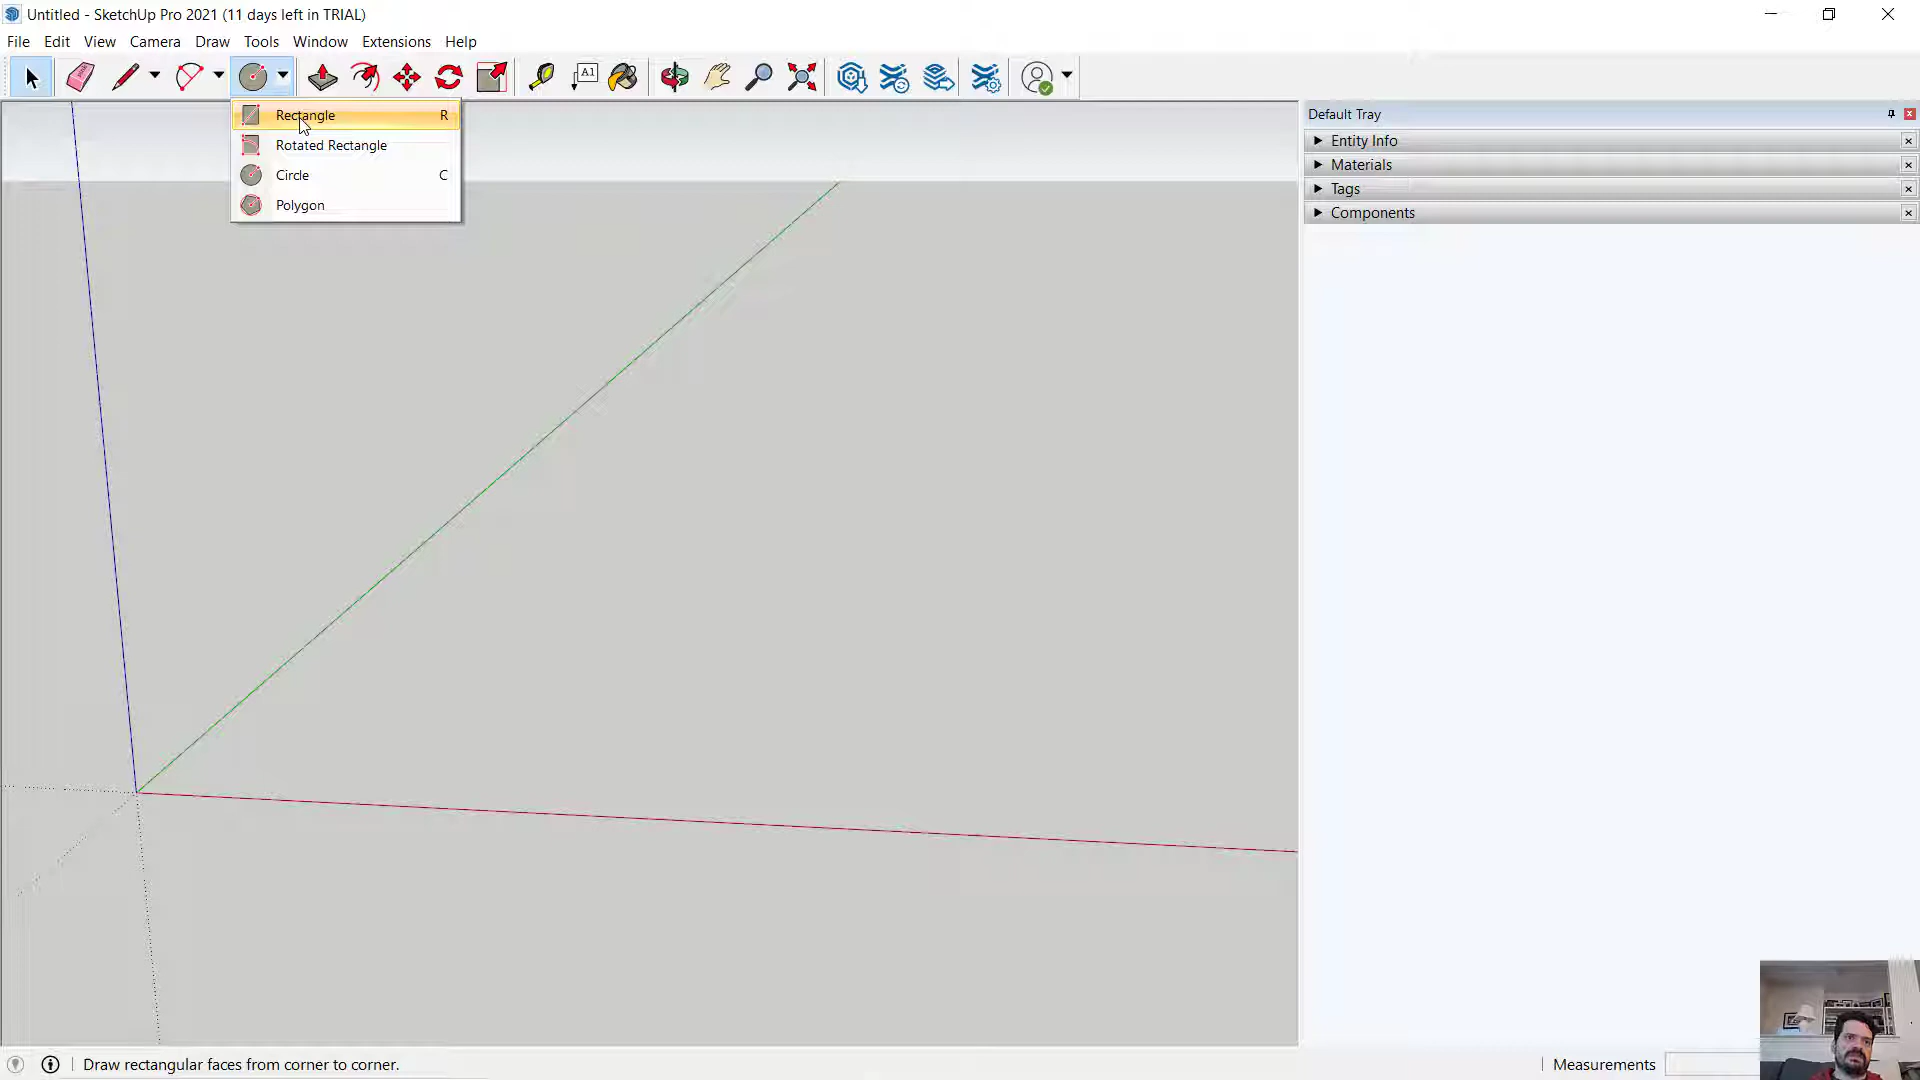 Untitled - SketchUp Pro 2021 (11 days left in TRIAL)
File Edit View Camera Draw Tools Window Extensions Help
A1
Rectangle R
Rotated Rectangle
Circle C
Polygon
Default Tray
Entity Info
Materials
Tags
Components
Draw rectangular faces from corner to corner.
Measurements